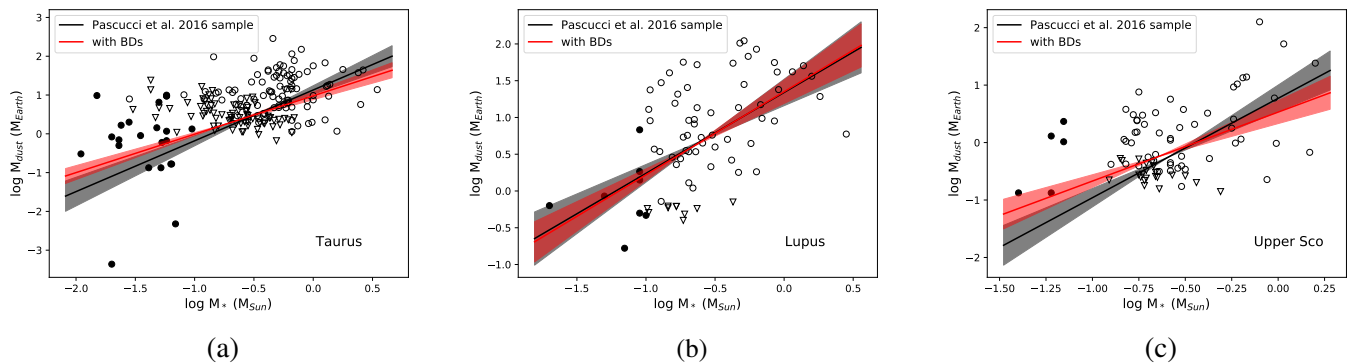 Pascucci et al. 2016 sample
with BDs
Taurus
log M_dust (M_Earth)
3
2
1
0
−1
−2
−3
−2.0 −1.5 −1.0 −0.5 0.0 0.5
log M_* (M_Sun)
(a)
Pascucci et al. 2016 sample
with BDs
Lupus
log M_dust (M_Earth)
2.0
1.5
1.0
0.5
0.0
−0.5
−1.0
−1.5 −1.0 −0.5 0.0 0.5
log M_* (M_Sun)
(b)
Pascucci et al. 2016 sample
with BDs
Upper Sco
log M_dust (M_Earth)
2
1
0
−1
−2
−1.50 −1.25 −1.00 −0.75 −0.50 −0.25 0.00 0.25
log M_* (M_Sun)
(c)